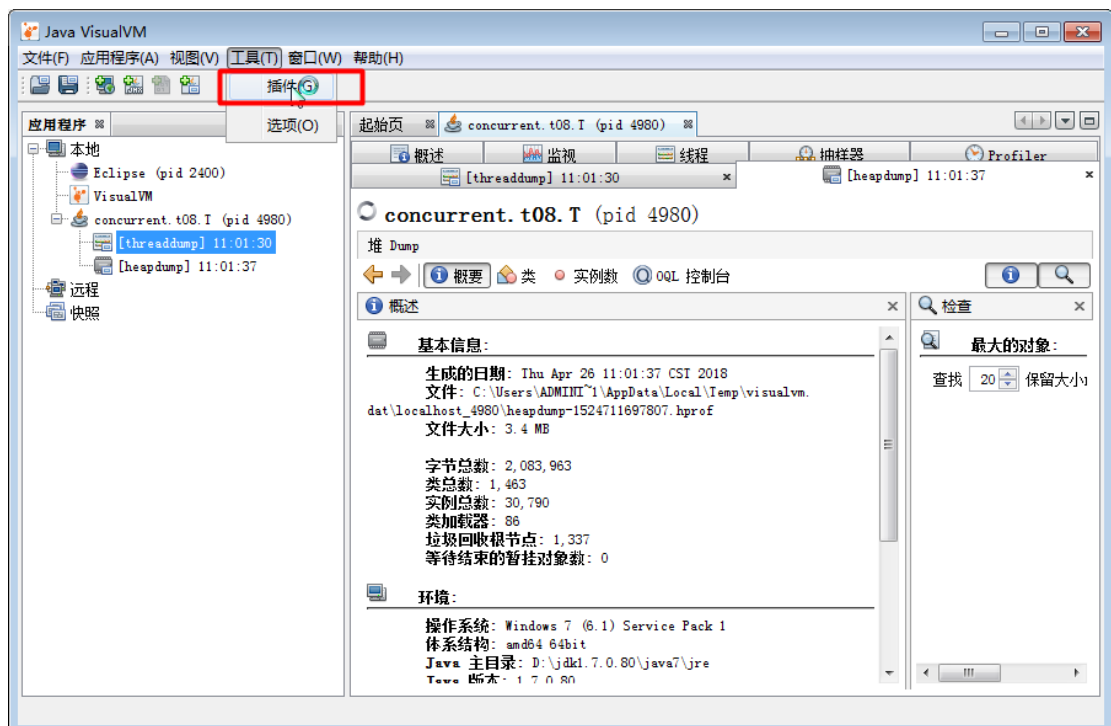 Java VisualVM
文件(F) 应用程序(A) 视图(V) 工具(T) 窗口(W) 帮助(H)
插件(G)
选项(O)
应用程序
本地
Eclipse (pid 2400)
VisualVM
concurrent.t08.T (pid 4980)
[threaddump] 11:01:30
[heapdump] 11:01:37
远程
快照
起始页 concurrent.t08.T (pid 4980)
概述 监视 线程 抽样器 Profiler
[threaddump] 11:01:30 [heapdump] 11:01:37
concurrent.t08.T (pid 4980)
堆 Dump
概要 类 实例数 OQL 控制台
概述
基本信息:
生成的日期: Thu Apr 26 11:01:37 CST 2018
文件: C:\Users\ADMINI~1\AppData\Local\Temp\visualvm.
dat\localhost_4980\heapdump-1524711697807.hprof
文件大小: 3.4 MB
字节总数: 2,083,963
类总数: 1,463
实例总数: 30,790
类加载器: 86
垃圾回收根节点: 1,337
等待结束的暂挂对象数: 0
环境:
操作系统: Windows 7 (6.1) Service Pack 1
体系结构: amd64 64bit
Java 主目录: D:\jdk1.7.0.80\java7\jre
Java 版本: 1.7.0_80
检查
最大的对象:
查找 20 保留大小